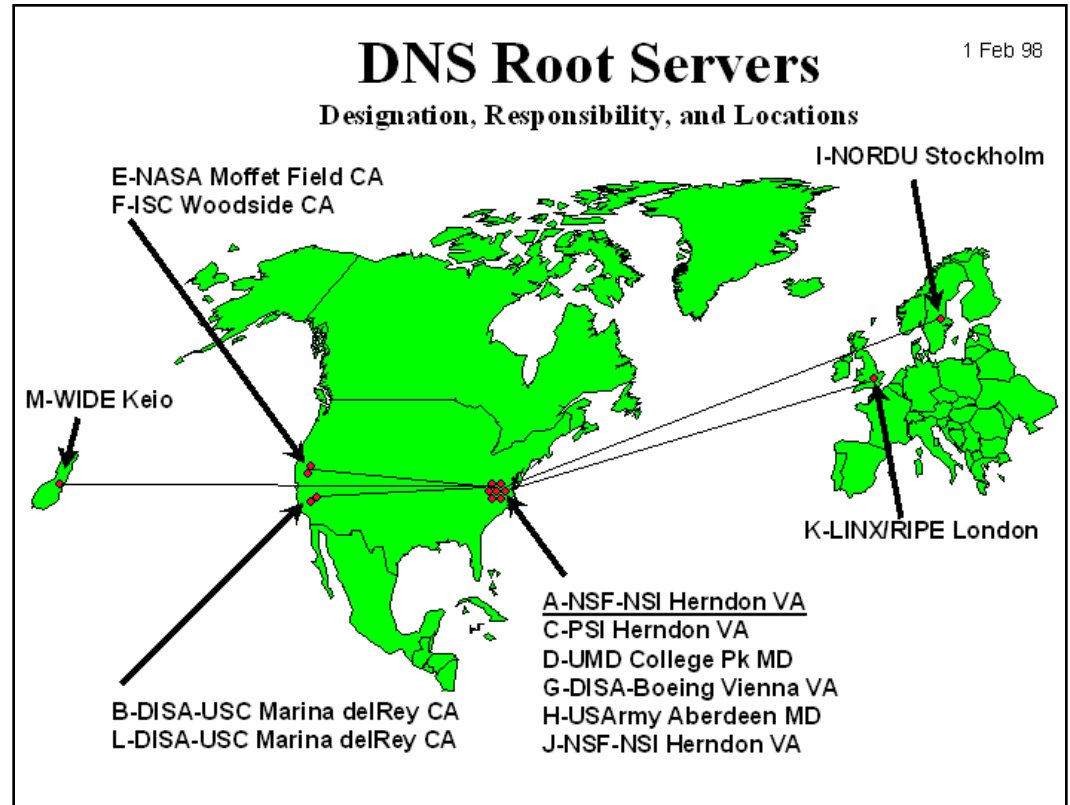 DNS Root Servers
1 Feb 98
Designation, Responsibility, and Locations
I-NORDU Stockholm
E-NASA Moffet Field CA
F-ISC Woodside CA
M-WIDE Keio
K-LINX/RIPE London
A-NSF-NSI Herndon VA
C-PSI Herndon VA
D-UMD College Pk MD
G-DISA-Boeing Vienna VA
H-USArmy Aberdeen MD
J-NSF-NSI Herndon VA
B-DISA-USC Marina delRey CA
L-DISA-USC Marina delRey CA